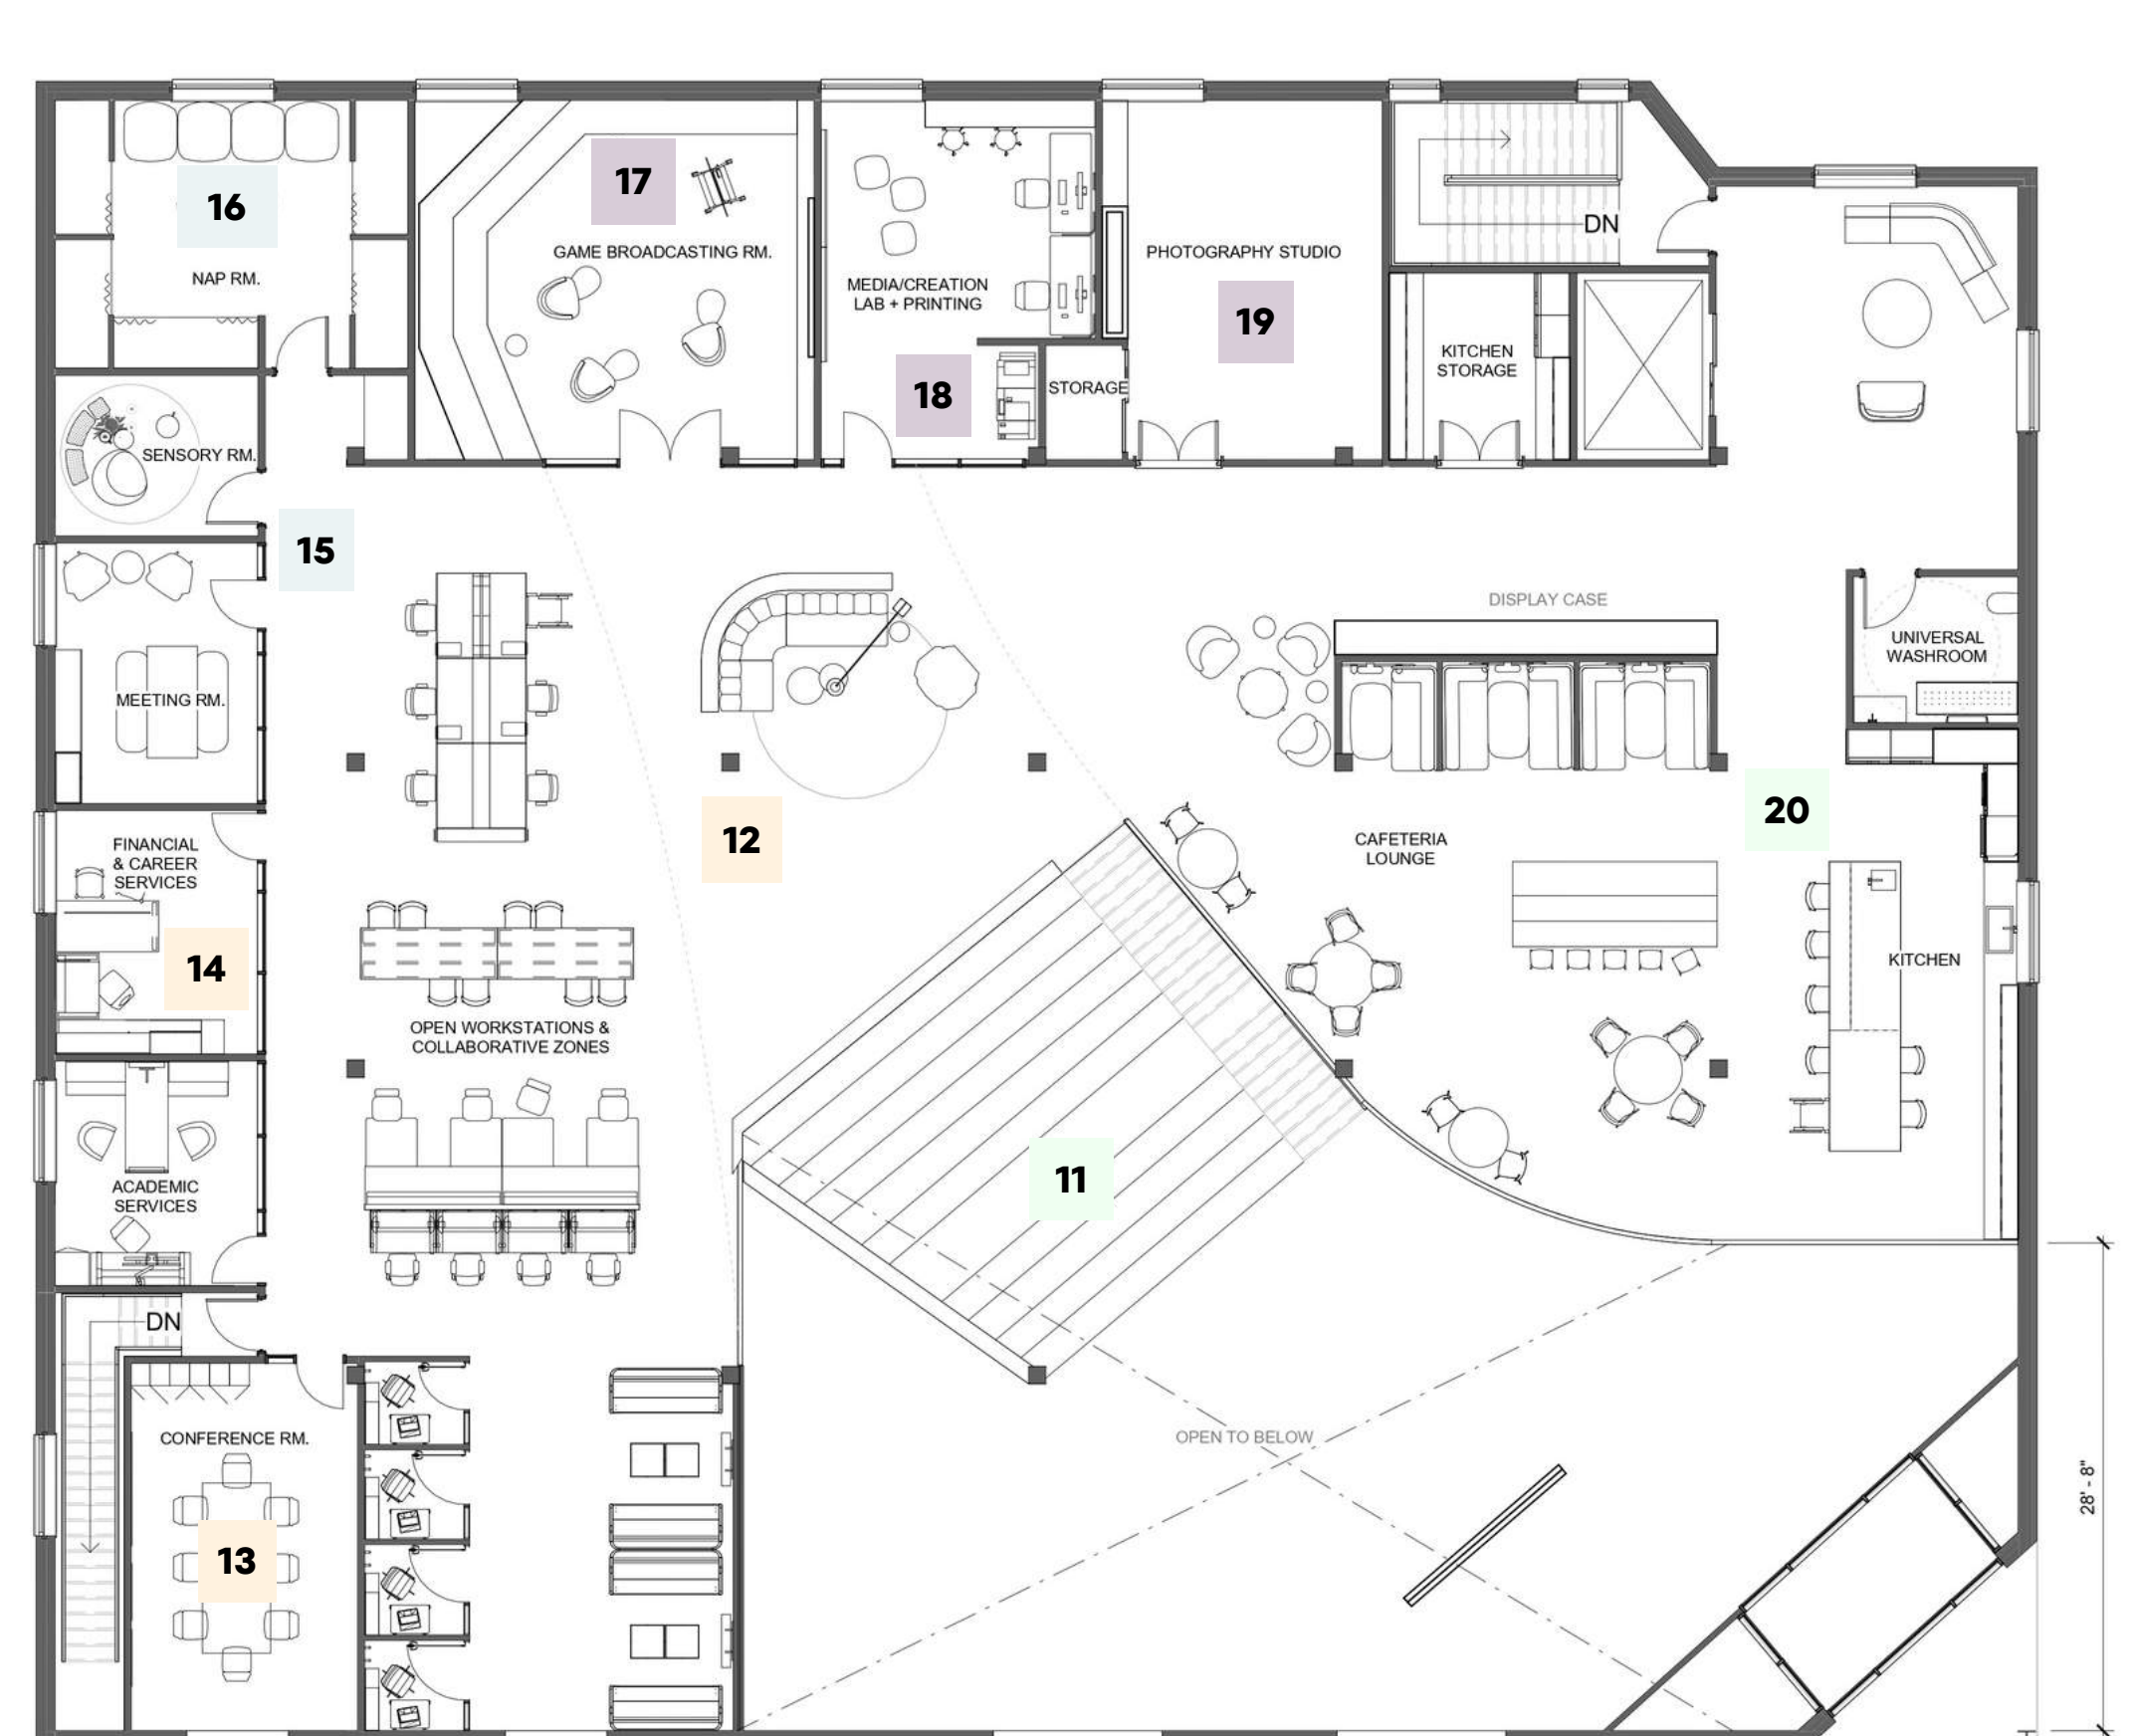 16
NAP RM.
17
GAME BROADCASTING RM.
MEDIA/CREATION
LAB + PRINTING
18
STORAGE
PHOTOGRAPHY STUDIO
19
DN
KITCHEN
STORAGE
SENSORY RM.
15
MEETING RM.
DISPLAY CASE
UNIVERSAL
WASHROOM
FINANCIAL
& CAREER
SERVICES
14
12
CAFETERIA
LOUNGE
20
KITCHEN
OPEN WORKSTATIONS &
COLLABORATIVE ZONES
ACADEMIC
SERVICES
11
DN
CONFERENCE RM.
13
OPEN TO BELOW
28' - 8"